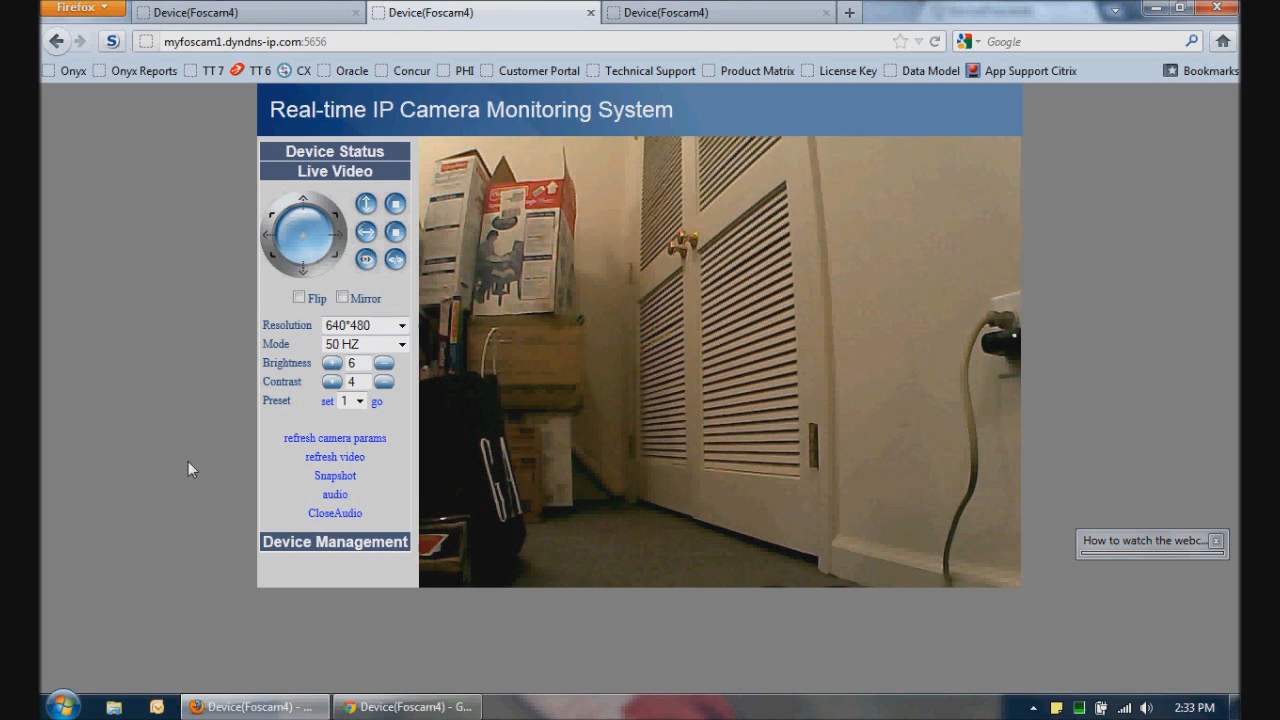 Firefox
Device(Foscam4) Device(Foscam4) Device(Foscam4)
myfoscam1.dyndns-ip.com:5656 Google
Onyx Onyx Reports TT 7 TT 6 CX Oracle Concur PHI Customer Portal Technical Support Product Matrix License Key Data Model App Support Citrix Bookmarks
Real-time IP Camera Monitoring System
Device Status
Live Video
Flip Mirror
Resolution 640*480
Mode 50 HZ
Brightness 6
Contrast 4
Preset set 1 go
refresh camera params
refresh video
Snapshot
audio
CloseAudio
Device Management
How to watch the webc...
Device(Foscam4) - ... Device(Foscam4) - G... 2:33 PM